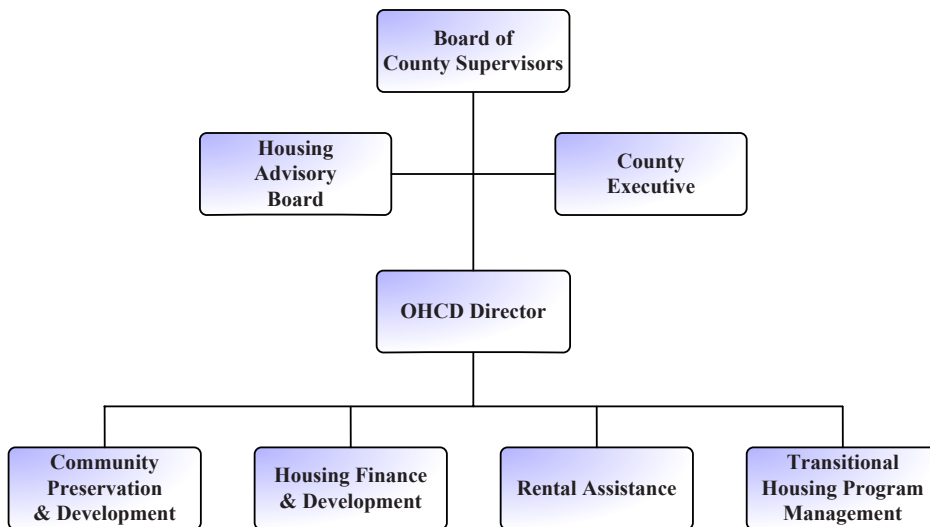 Board of
County Supervisors
Housing
Advisory
Board
County
Executive
OHCD Director
Community
Preservation
& Development
Housing Finance
& Development
Rental Assistance
Transitional
Housing Program
Management